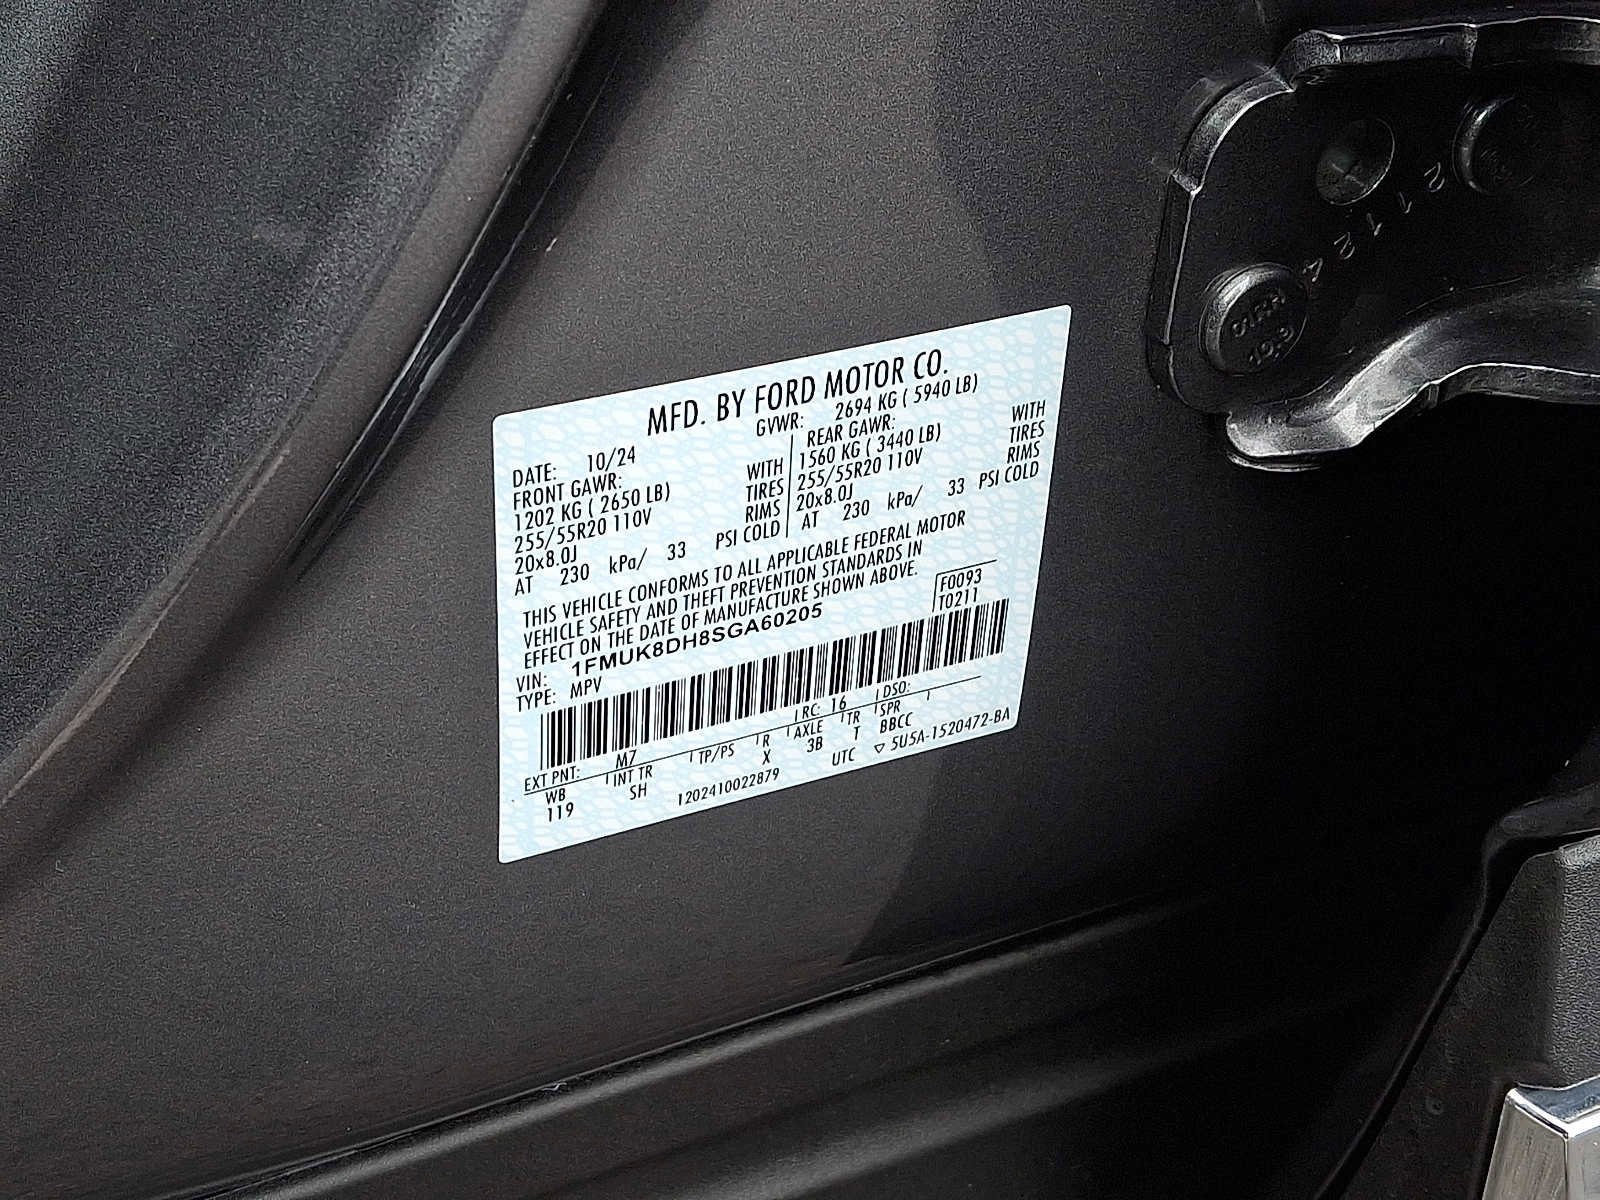 MFD. BY FORD MOTOR CO.
DATE: 10/24 GVWR: 2694 KG ( 5940 LB)
FRONT GAWR: REAR GAWR:
1202 KG ( 2650 LB) WITH 1560 KG ( 3440 LB) WITH
255/55R20 110V TIRES 255/55R20 110V TIRES
20x8.0J RIMS 20x8.0J RIMS
AT 230 kPa/ 33 PSI COLD AT 230 kPa/ 33 PSI COLD
THIS VEHICLE CONFORMS TO ALL APPLICABLE FEDERAL MOTOR
VEHICLE SAFETY AND THEFT PREVENTION STANDARDS IN
EFFECT ON THE DATE OF MANUFACTURE SHOWN ABOVE.
VIN: 1FMUK8DH8SGA60205 F0093
TYPE: MPV T0211
EXT PNT: M7 RC: 16 DSO:
WB INT TR TP/PS R AXLE TR SPR
119 SH X 3B T BBCC
1202410022879 UTC ▽ 5U5A-1520472-BA
21124